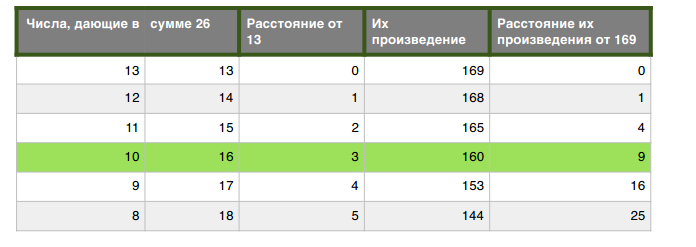 Числа, дающие в сумме 26 Расстояние от 13 Их произведение Расстояние их произведения от 169
13 13 0 169 0
12 14 1 168 1
11 15 2 165 4
10 16 3 160 9
9 17 4 153 16
8 18 5 144 25